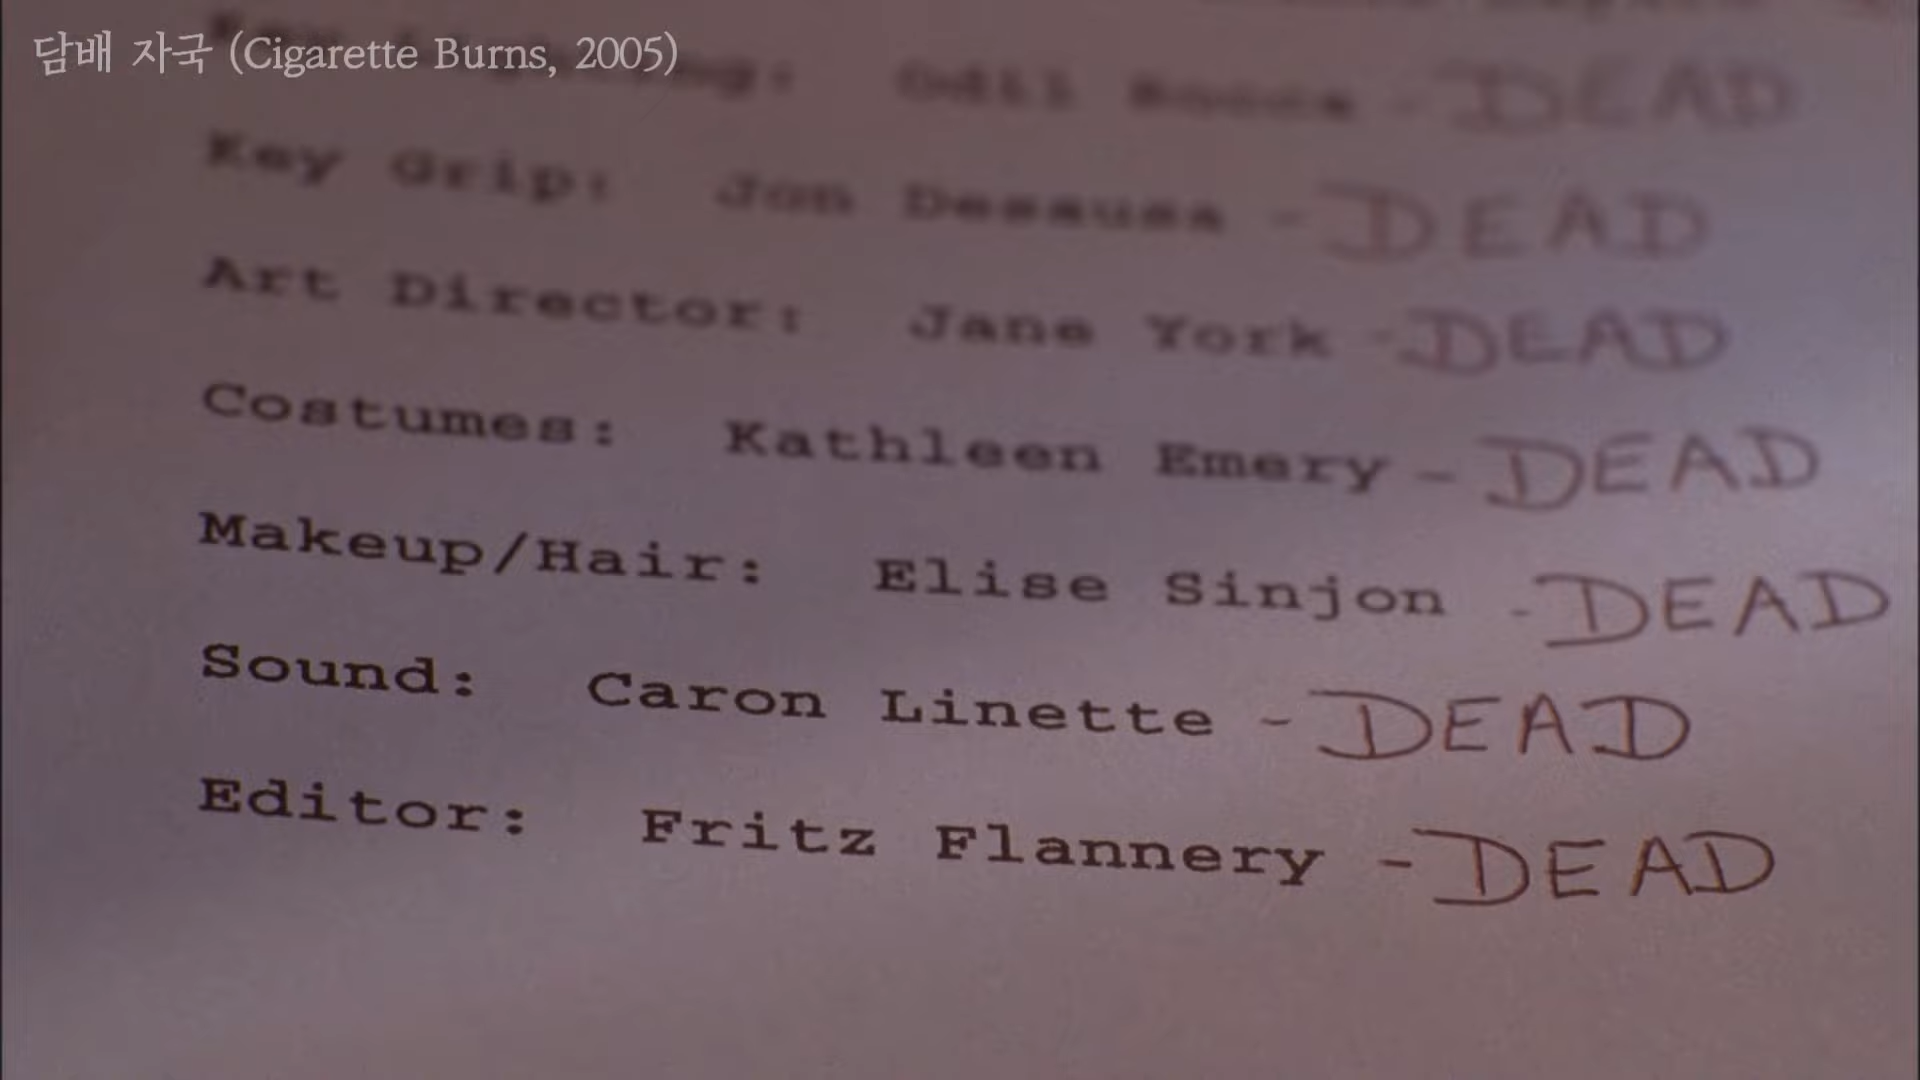 담배 자국 (Cigarette Burns, 2005)
DEAD
Key Grip: Jon - DEAD
Art Director: Jane York - DEAD
Costumes: Kathleen Emery - DEAD
Makeup/Hair: Elise Sinjon - DEAD
Sound: Caron Linette - DEAD
Editor: Fritz Flannery - DEAD